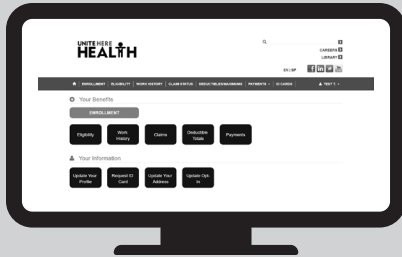 UNITE HERE
HEALTH
CAREERS
LIBRARY
EN | SP
ENROLLMENT ELIGIBILITY WORK HISTORY CLAIM STATUS DEDUCTIBLES/MAXIMUMS PAYMENTS ID CARDS
Your Benefits
ENROLLMENT
Eligibility
Work History
Claims
Deductible Totals
Payments
Your Information
Update Your Profile
Request ID Card
Update Your Address
Update Opt-In